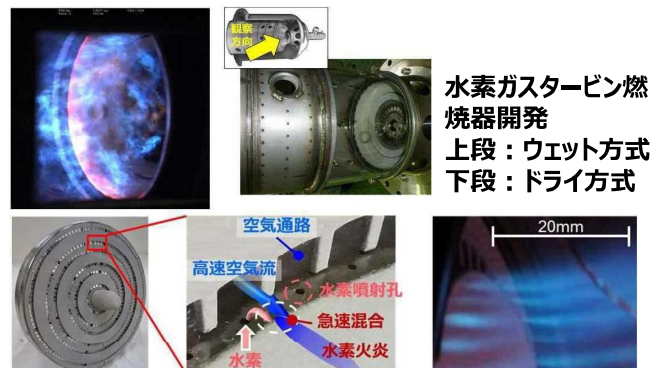 観察
方向
水素ガスタービン燃
焼器開発
上段：ウェット方式
下段：ドライ方式
空気通路
高速空気流
水素噴射孔
急速混合
水素火炎
水素
20mm